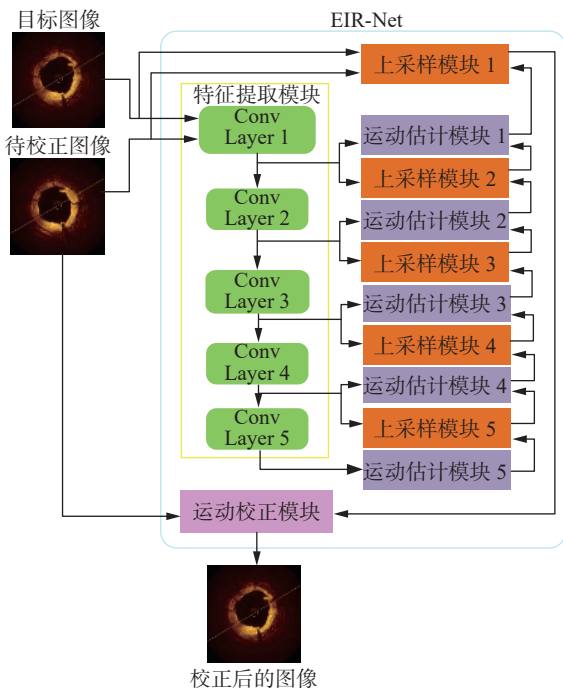 目标图像
EIR-Net
上采样模块 1
特征提取模块
Conv
Layer 1
待校正图像
运动估计模块 1
上采样模块 2
Conv
Layer 2
运动估计模块 2
上采样模块 3
Conv
Layer 3
运动估计模块 3
上采样模块 4
Conv
Layer 4
运动估计模块 4
上采样模块 5
Conv
Layer 5
运动估计模块 5
运动校正模块
校正后的图像